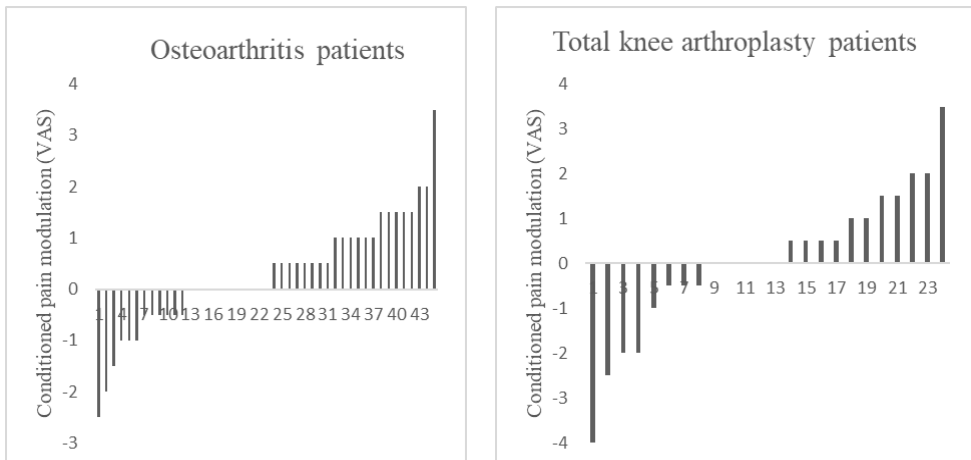 Osteoarthritis patients
Conditioned pain modulation (VAS)
4
3
2
1
0
-1
-2
-3
1 4 7 10 13 16 19 22 25 28 31 34 37 40 43
Total knee arthroplasty patients
Conditioned pain modulation (VAS)
4
3
2
1
0
-1
-2
-3
-4
1 3 5 7 9 11 13 15 17 19 21 23